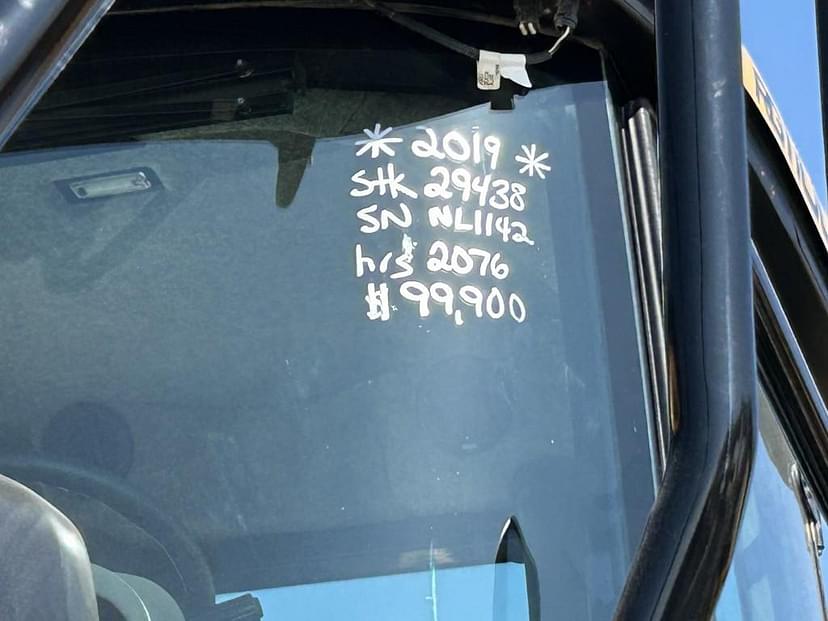 * 2019 *
Stk 29438
SN NL1142
hrs 2076
$ 99,900